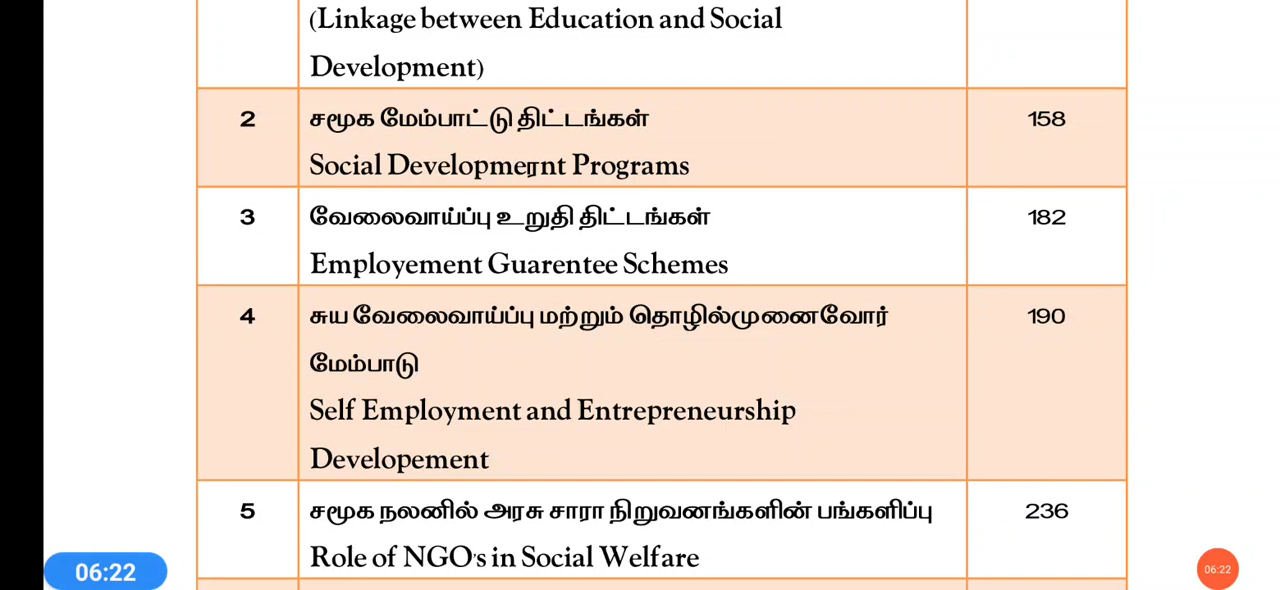 (Linkage between Education and Social
Development)
2 சமூக மேம்பாட்டு திட்டங்கள் 158
Social Developmeꞃnt Programs
3 வேலைவாய்ப்பு உறுதி திட்டங்கள் 182
Employement Guarentee Schemes
4 சுய வேலைவாய்ப்பு மற்றும் தொழில்முனைவோர் 190
மேம்பாடு
Self Employment and Entrepreneurship
Developement
5 சமூக நலனில் அரசு சாரா நிறுவனங்களின் பங்களிப்பு 236
Role of NGO's in Social Welfare
06:22
06:22